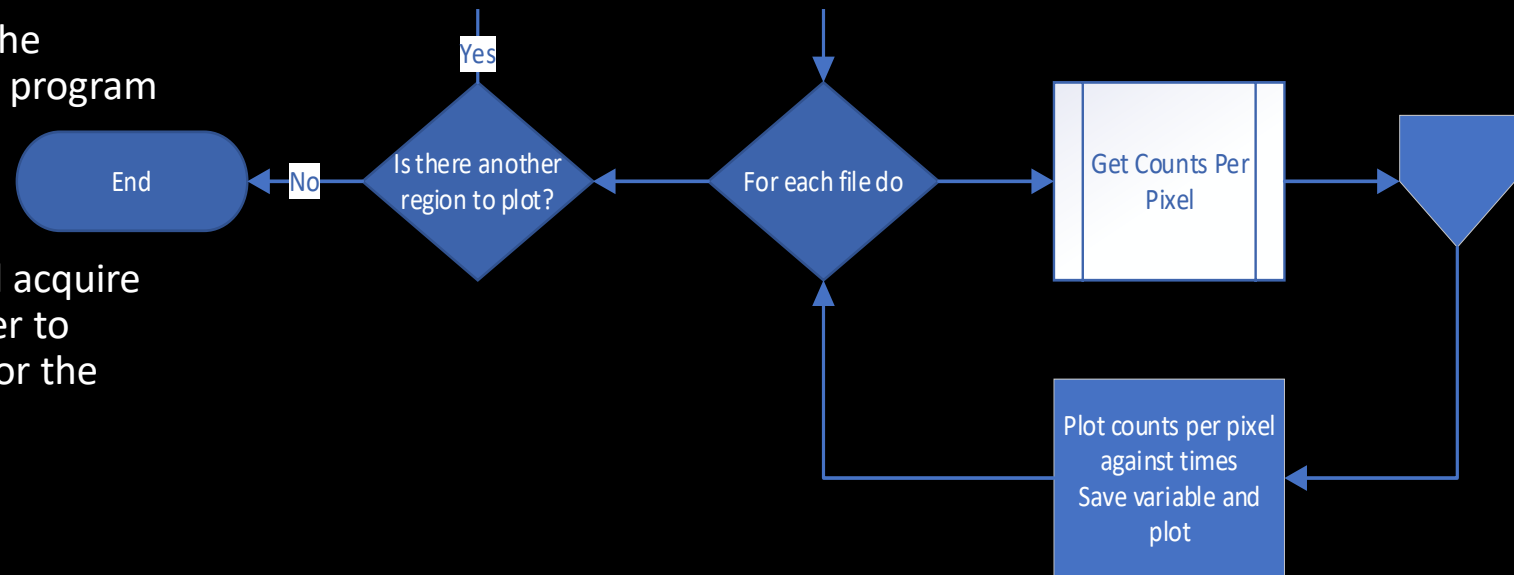 he
program
Yes
End
No
Is there another
region to plot?
For each file do
Get Counts Per
Pixel
acquire
er to
or the
Plot counts per pixel
against times
Save variable and
plot